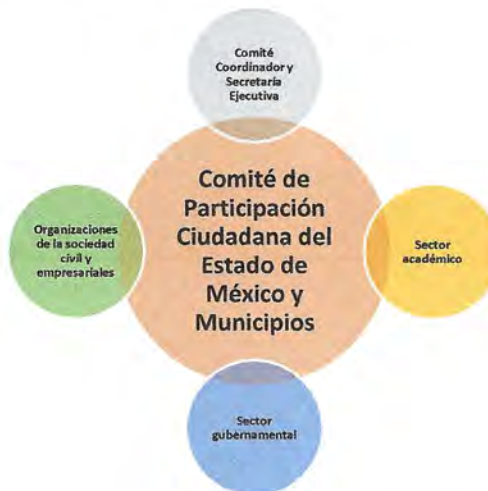 Comité
Coordinador y
Secretaría
Ejecutiva
Comité de
Participación
Ciudadana del
Estado de
México y
Municipios
Organizaciones
de la sociedad
civil y
empresariales
Sector
académico
Sector
gubernamental